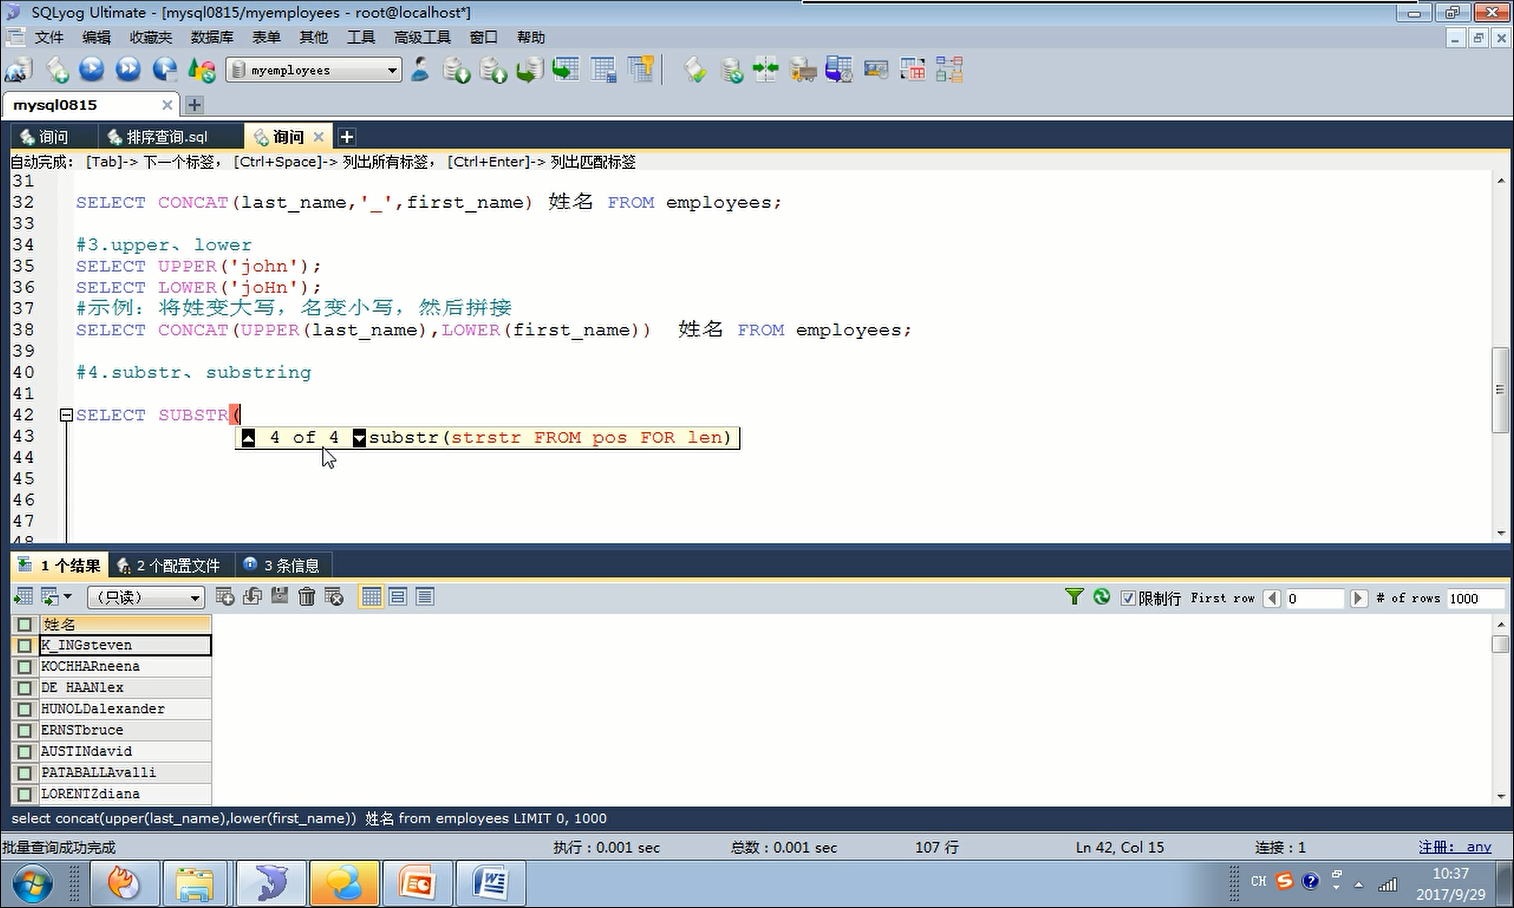 SQLyog Ultimate - [mysql0815/myemployees - root@localhost*]
文件 编辑 收藏夹 数据库 表单 其他 工具 高级工具 窗口 帮助
myemployees
mysql0815
询问 排序查询.sql 询问
自动完成： [Tab]-> 下一个标签， [Ctrl+Space]-> 列出所有标签， [Ctrl+Enter]-> 列出匹配标签
31
32 SELECT CONCAT(last_name,'_',first_name) 姓名 FROM employees;
33
34 #3.upper、lower
35 SELECT UPPER('john');
36 SELECT LOWER('joHn');
37 #示例：将姓变大写，名变小写，然后拼接
38 SELECT CONCAT(UPPER(last_name),LOWER(first_name)) 姓名 FROM employees;
39
40 #4.substr、substring
41
42 SELECT SUBSTR(
43 4 of 4 substr(strstr FROM pos FOR len)
44
45
46
47
48
1 个结果 2 个配置文件 3 条信息
（只读） 限制行 First row 0 # of rows 1000
姓名
K_INGsteven
KOCHHARneena
DE HAANlex
HUNOLDalexander
ERNSTbruce
AUSTINdavid
PATABALLAvalli
LORENTZdiana
select concat(upper(last_name),lower(first_name)) 姓名 from employees LIMIT 0, 1000
批量查询成功完成 执行：0.001 sec 总数：0.001 sec 107 行 Ln 42, Col 15 连接：1 注册: any
CH 10:37
2017/9/29